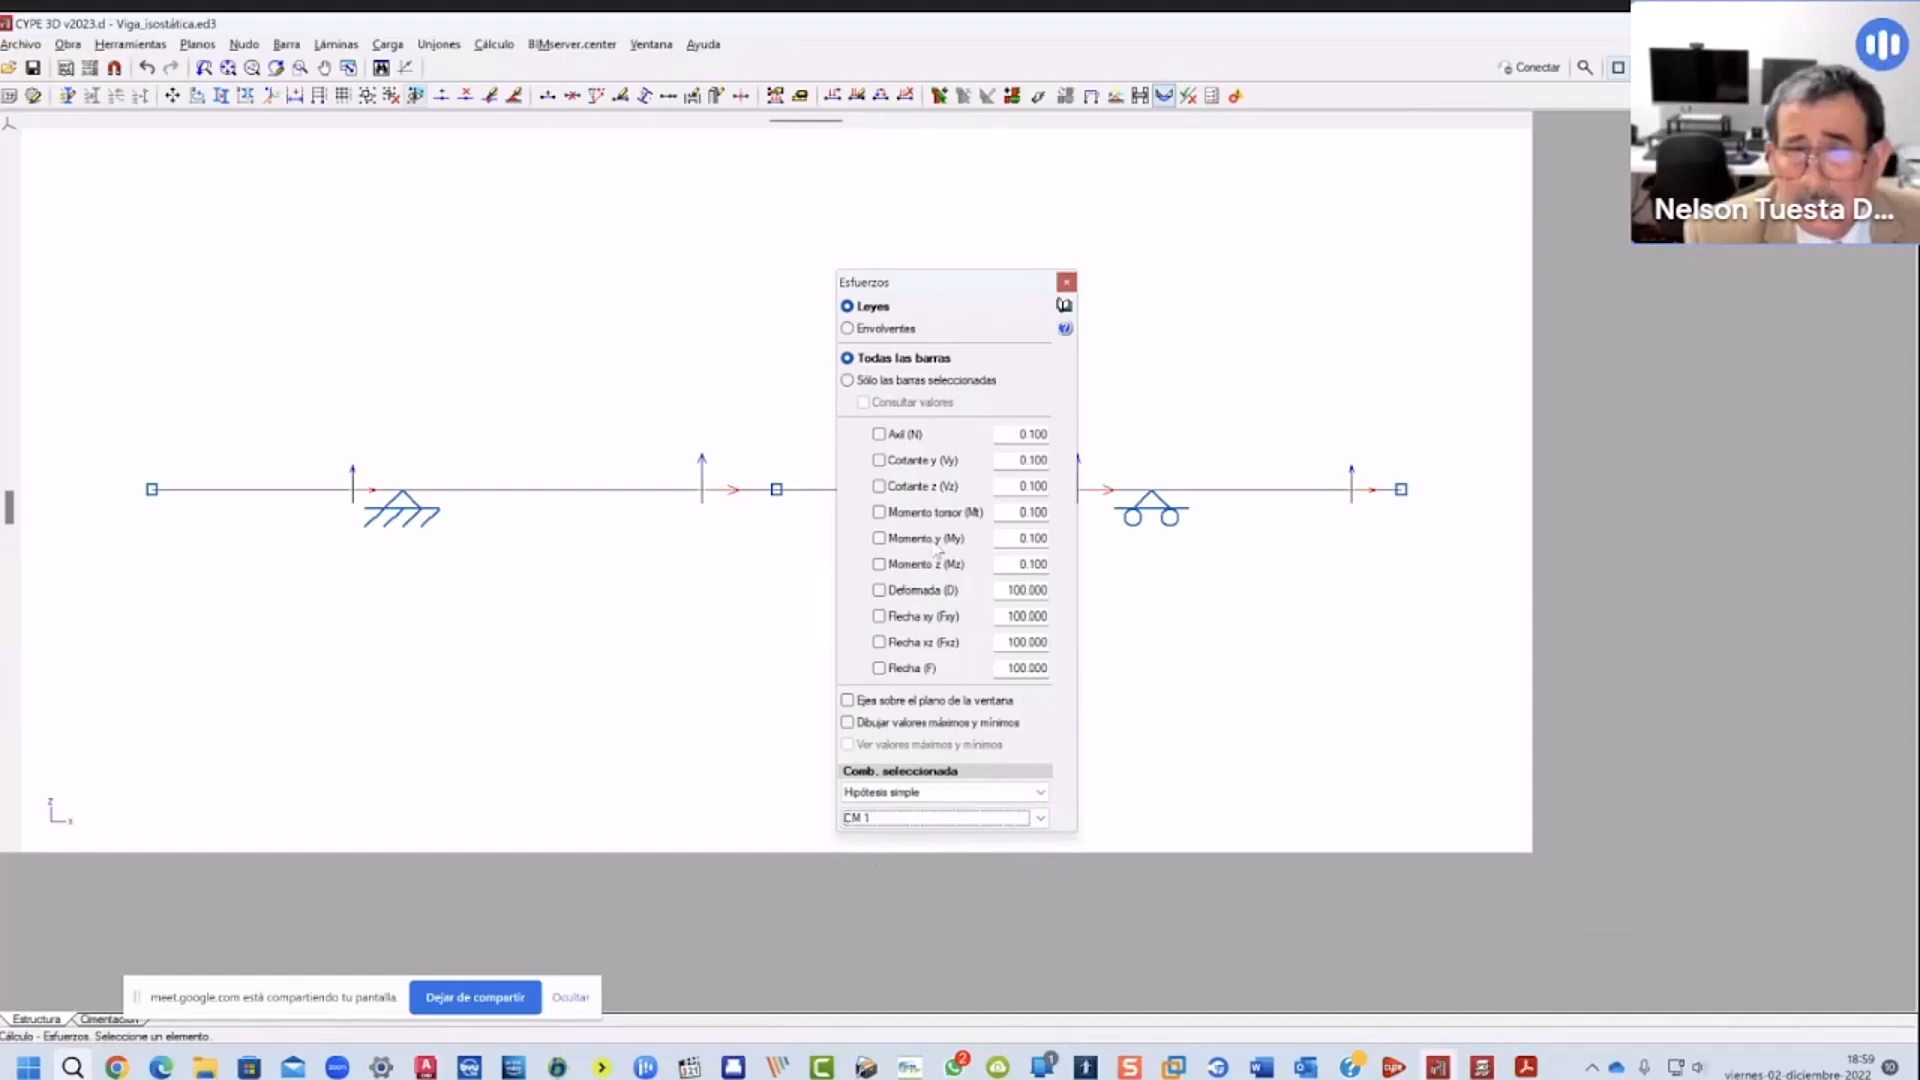 CYPE 3D v2023.d - Viga_isostática.ed3
Archivo Obra Herramientas Planos Nudo Barra Láminas Carga Uniones Cálculo BIMserver.center Ventana Ayuda
Conectar
Nelson Tuesta D...
Esfuerzos
Leyes
Envolventes
Todas las barras
Sólo las barras seleccionadas
Consultar valores
Axil (N) 0.100
Cortante y (Vy) 0.100
Cortante z (Vz) 0.100
Momento torsor (Mt) 0.100
Momento y (My) 0.100
Momento z (Mz) 0.100
Deformada (D) 100.000
Flecha xy (Fxy) 100.000
Flecha xz (Fxz) 100.000
Flecha (F) 100.000
Ejes sobre el plano de la ventana
Dibujar valores máximos y mínimos
Ver valores máximos y mínimos
Comb. seleccionada
Hipótesis simple
CM 1
z
x
meet.google.com está compartiendo tu pantalla.
Dejar de compartir
Ocultar
Estructura Cimentación
Cálculo - Esfuerzos. Seleccione un elemento.
zoom
2
1
cype
18:59
viernes-02-diciembre-2022
10